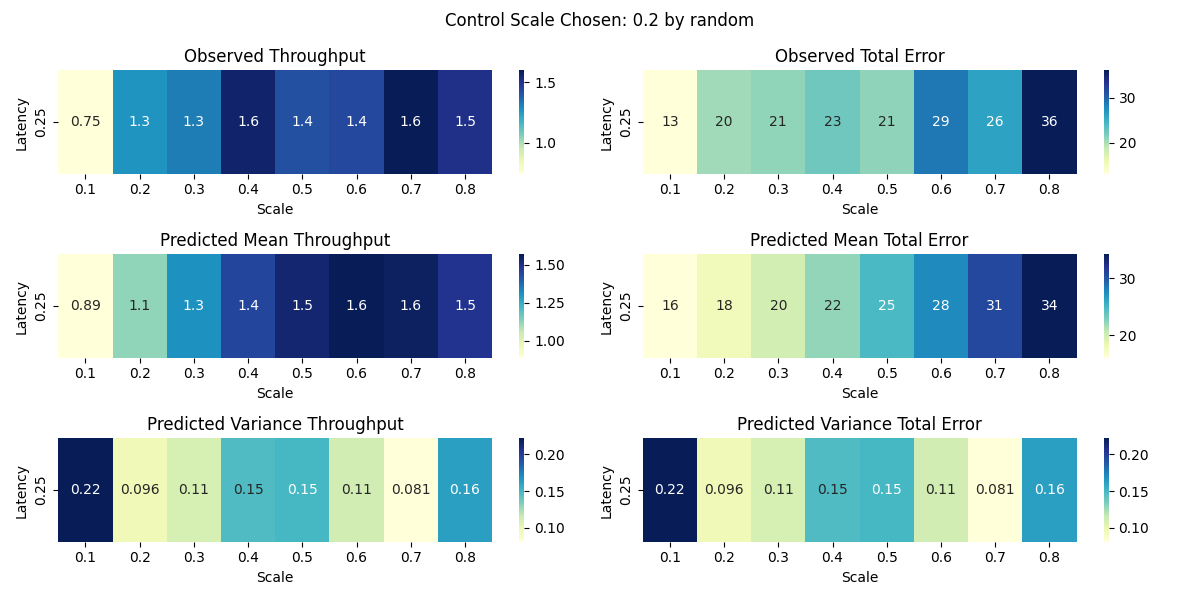 Control Scale Chosen: 0.2 by random
Observed Throughput
Latency
0.25
0.75 1.3 1.3 1.6 1.4 1.4 1.6 1.5
0.1 0.2 0.3 0.4 0.5 0.6 0.7 0.8
Scale
1.5
1.0
Observed Total Error
Latency
0.25
13 20 21 23 21 29 26 36
0.1 0.2 0.3 0.4 0.5 0.6 0.7 0.8
Scale
30
20
Predicted Mean Throughput
Latency
0.25
0.89 1.1 1.3 1.4 1.5 1.6 1.6 1.5
0.1 0.2 0.3 0.4 0.5 0.6 0.7 0.8
Scale
1.50
1.25
1.00
Predicted Mean Total Error
Latency
0.25
16 18 20 22 25 28 31 34
0.1 0.2 0.3 0.4 0.5 0.6 0.7 0.8
Scale
30
20
Predicted Variance Throughput
Latency
0.25
0.22 0.096 0.11 0.15 0.15 0.11 0.081 0.16
0.1 0.2 0.3 0.4 0.5 0.6 0.7 0.8
Scale
0.20
0.15
0.10
Predicted Variance Total Error
Latency
0.25
0.22 0.096 0.11 0.15 0.15 0.11 0.081 0.16
0.1 0.2 0.3 0.4 0.5 0.6 0.7 0.8
Scale
0.20
0.15
0.10